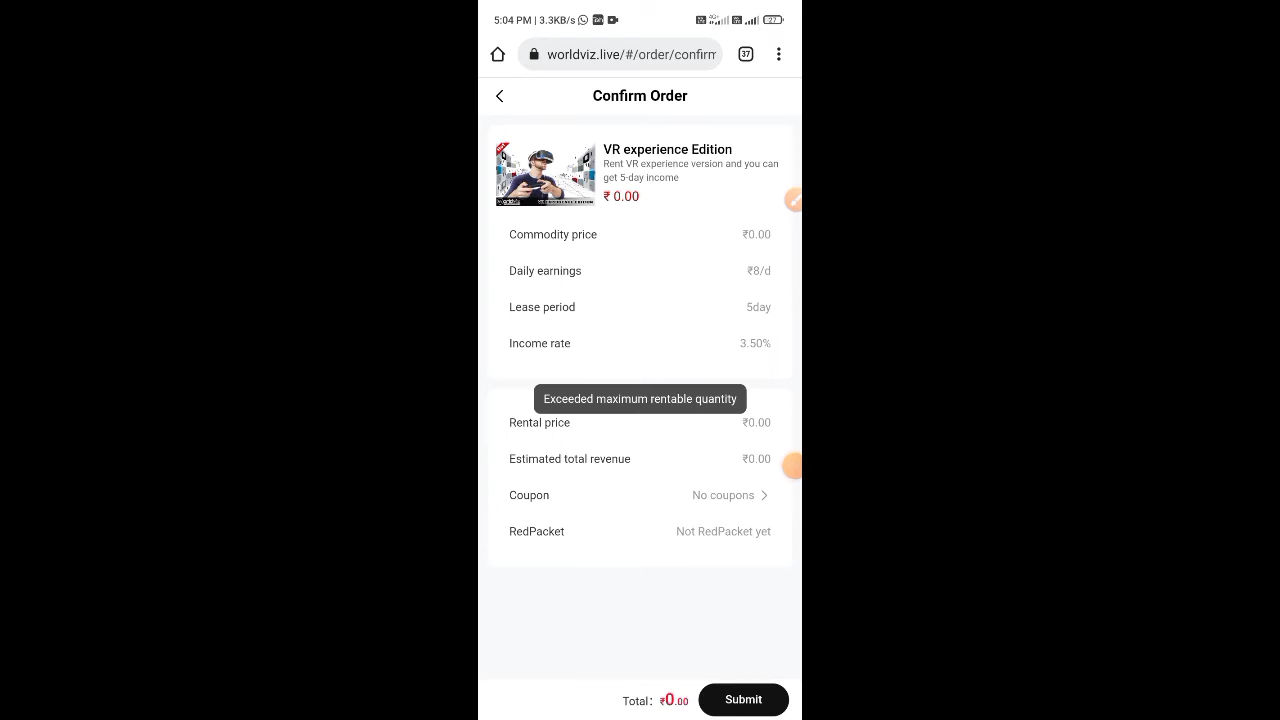 5:04 PM | 3.3KB/s
27
worldviz.live/#/order/confirm
37
Confirm Order
VR experience Edition
Rent VR experience version and you can
get 5-day income
₹ 0.00
Commodity price ₹0.00
Daily earnings ₹8/d
Lease period 5day
Income rate 3.50%
Exceeded maximum rentable quantity
Rental price ₹0.00
Estimated total revenue ₹0.00
Coupon No coupons
RedPacket Not RedPacket yet
Total: ₹0.00
Submit